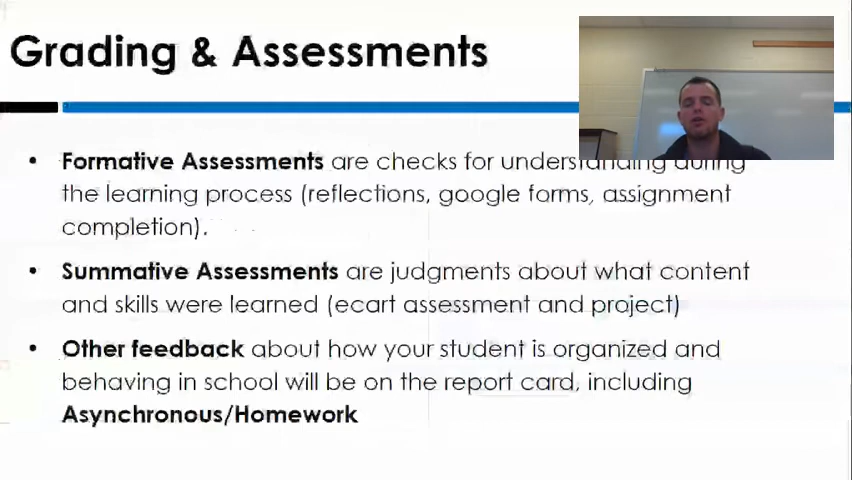 Grading & Assessments
• Formative Assessments are checks for understanding during
the learning process (reflections, google forms, assignment
completion).
• Summative Assessments are judgments about what content
and skills were learned (ecart assessment and project)
• Other feedback about how your student is organized and
behaving in school will be on the report card, including
Asynchronous/Homework